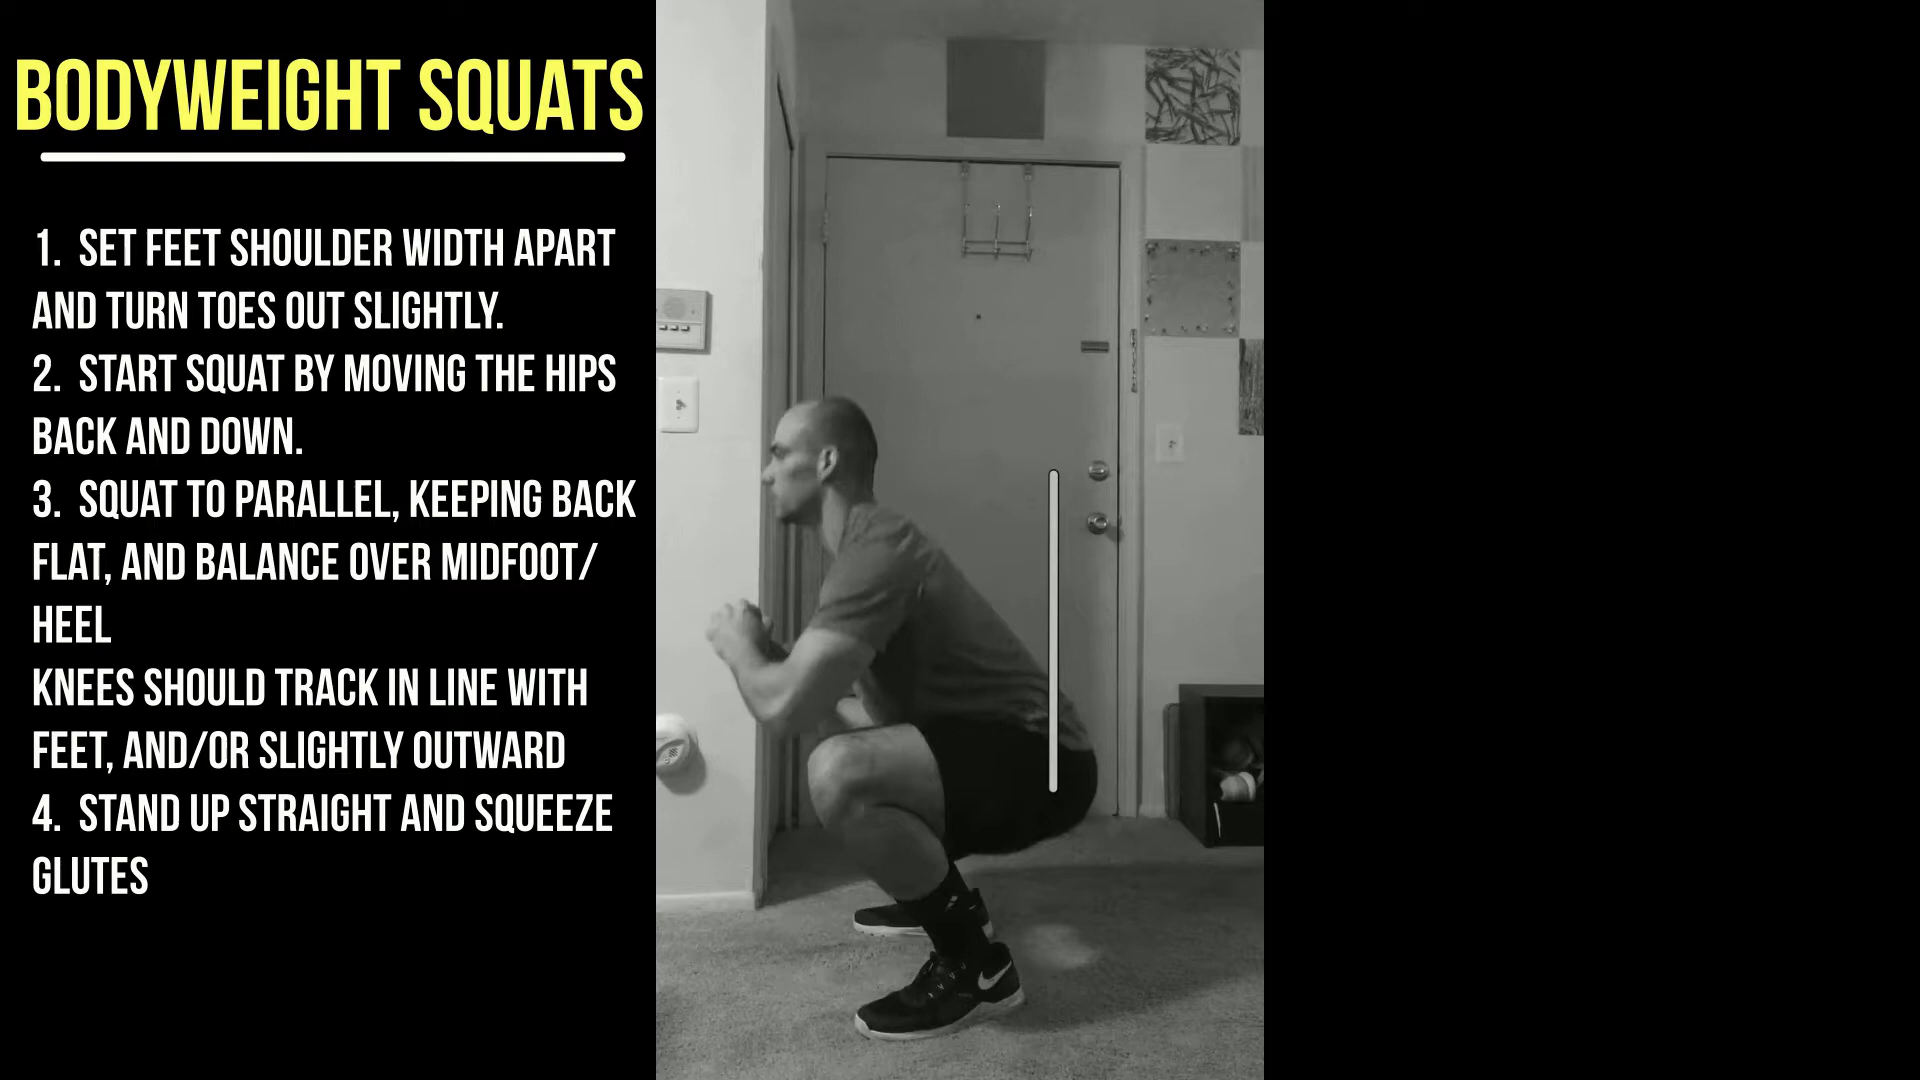 BODYWEIGHT SQUATS
1. SET FEET SHOULDER WIDTH APART
AND TURN TOES OUT SLIGHTLY.
2. START SQUAT BY MOVING THE HIPS
BACK AND DOWN.
3. SQUAT TO PARALLEL, KEEPING BACK
FLAT, AND BALANCE OVER MIDFOOT/
HEEL
KNEES SHOULD TRACK IN LINE WITH
FEET, AND/OR SLIGHTLY OUTWARD
4. STAND UP STRAIGHT AND SQUEEZE
GLUTES